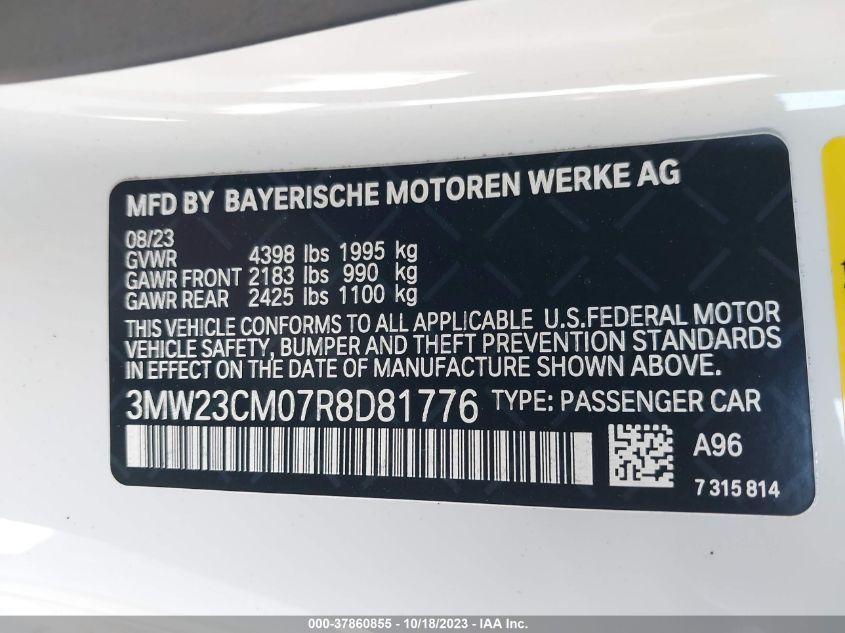 MFD BY BAYERISCHE MOTOREN WERKE AG
08/23
GVWR 4398 lbs 1995 kg
GAWR FRONT 2183 lbs 990 kg
GAWR REAR 2425 lbs 1100 kg
THIS VEHICLE CONFORMS TO ALL APPLICABLE U.S.FEDERAL MOTOR
VEHICLE SAFETY, BUMPER AND THEFT PREVENTION STANDARDS
IN EFFECT ON THE DATE OF MANUFACTURE SHOWN ABOVE.
3MW23CM07R8D81776 TYPE: PASSENGER CAR
A96
7 315 814
000-37860855 - 10/18/2023 - IAA Inc.